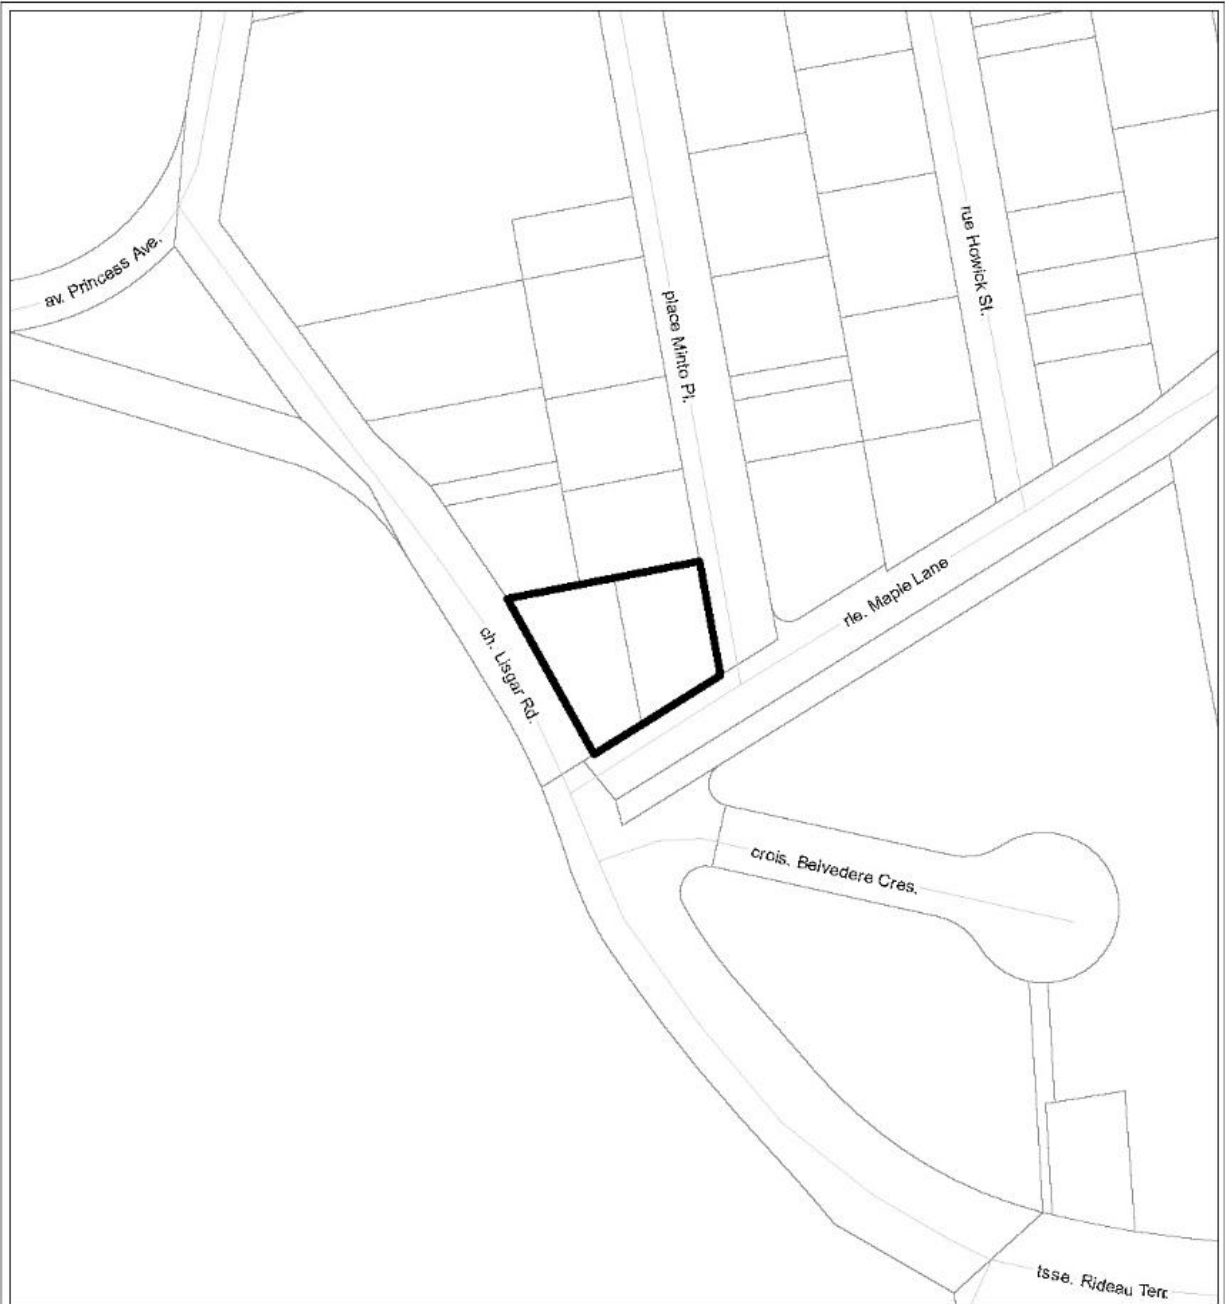 av. Princess Ave.
rue Howick St.
place Minto Pl.
rle. Maple Lane
ch. Lisgar Rd.
crois. Belvedere Cres.
tsse. Rideau Terr.